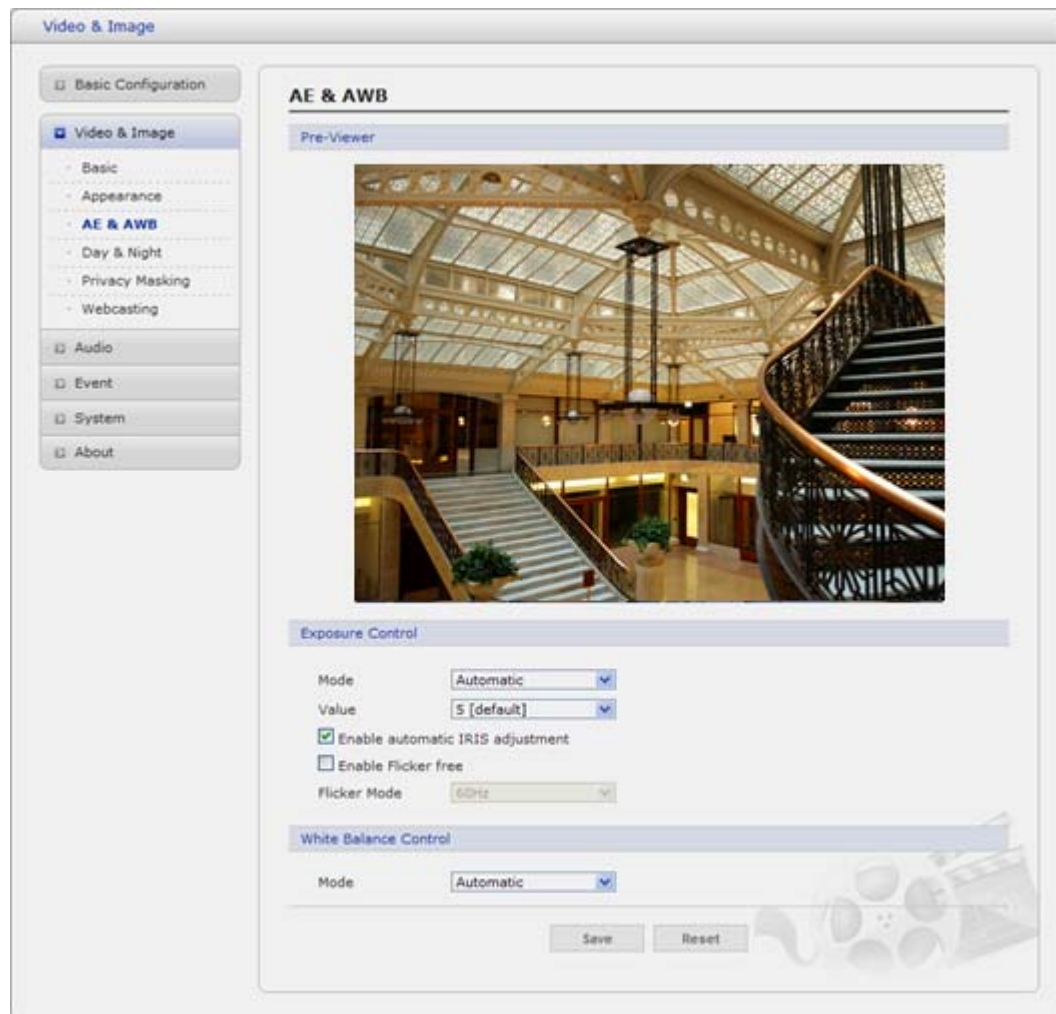 Video & Image
Basic Configuration
Video & Image
Basic
Appearance
AE & AWB
Day & Night
Privacy Masking
Webcasting
Audio
Event
System
About
AE & AWB
Pre-Viewer
Exposure Control
Mode Automatic
Value 5 [default]
Enable automatic IRIS adjustment
Enable Flicker free
Flicker Mode 60Hz
White Balance Control
Mode Automatic
Save Reset